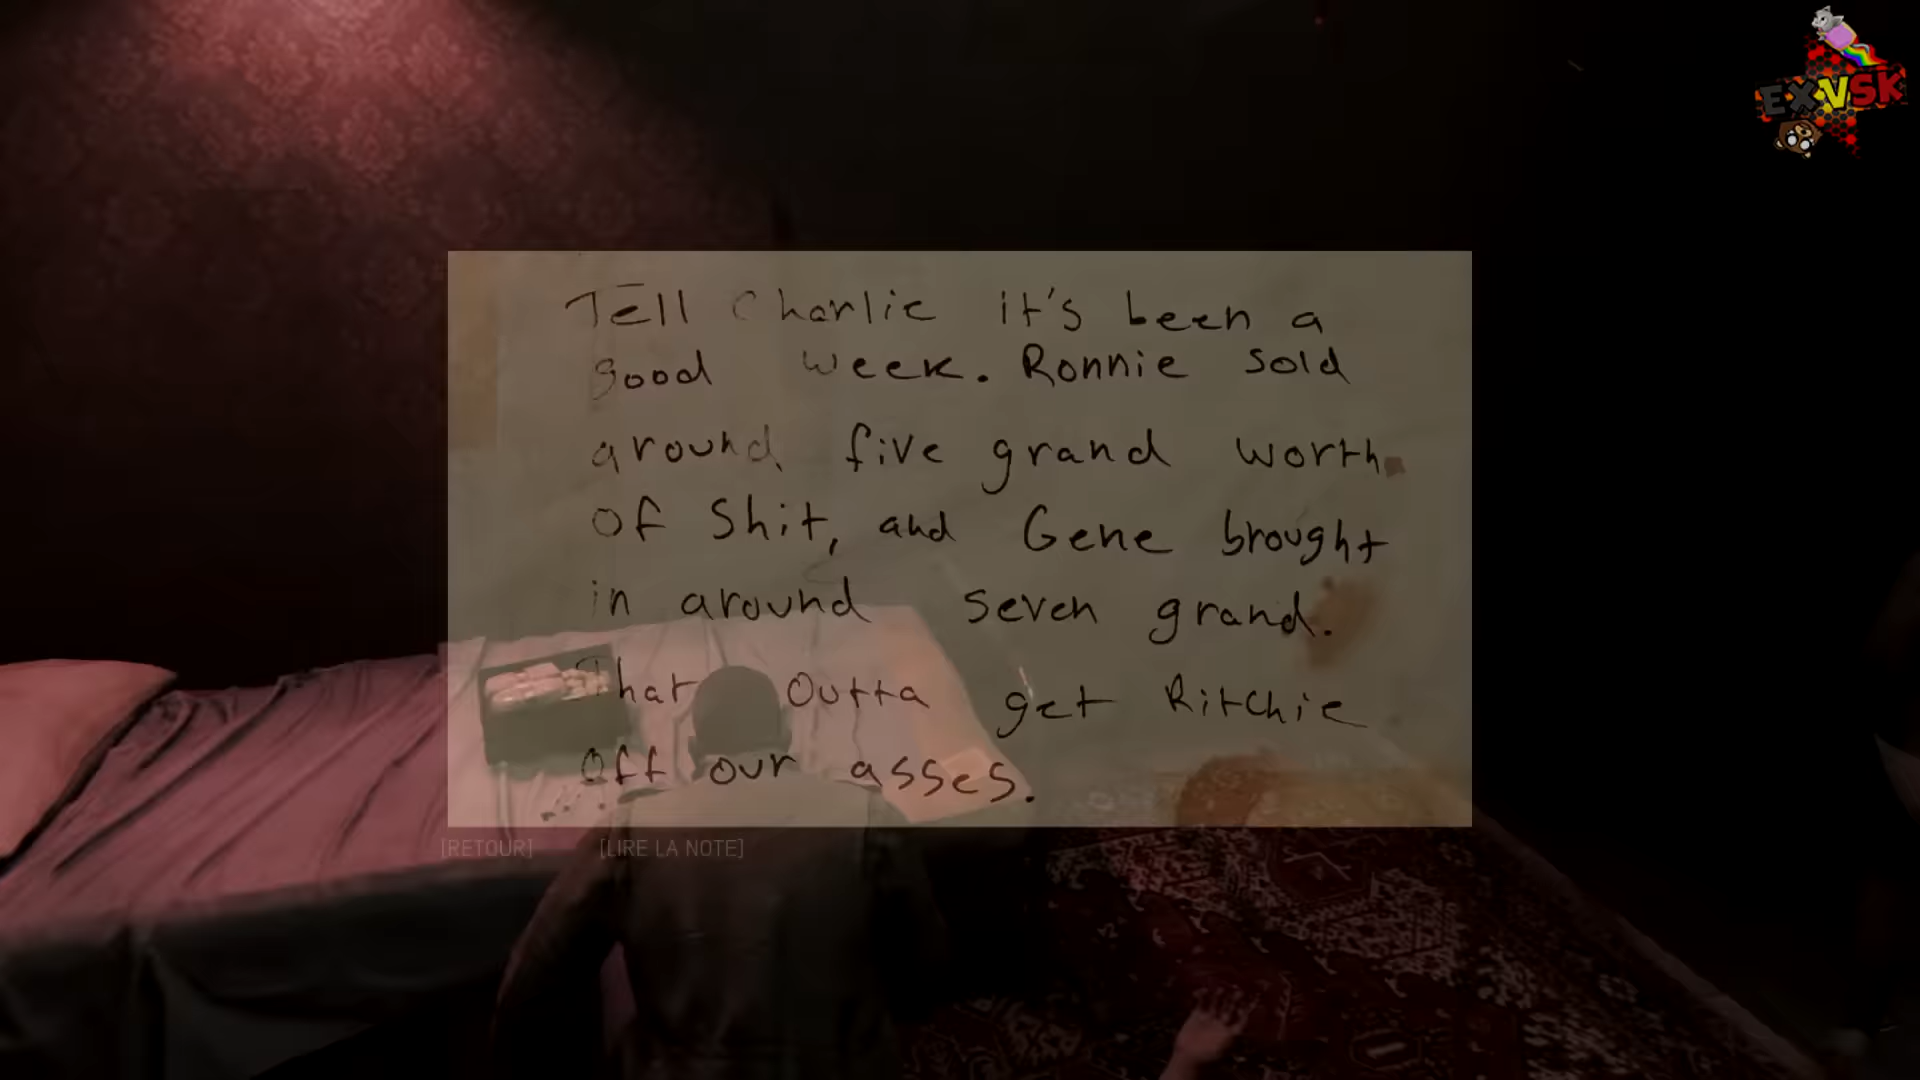 EXVSK
Tell Charlie it's been a
good week. Ronnie sold
around five grand worth
of shit, and Gene brought
in around seven grand.
That outta get Ritchie
off our asses.
[RETOUR] [LIRE LA NOTE]